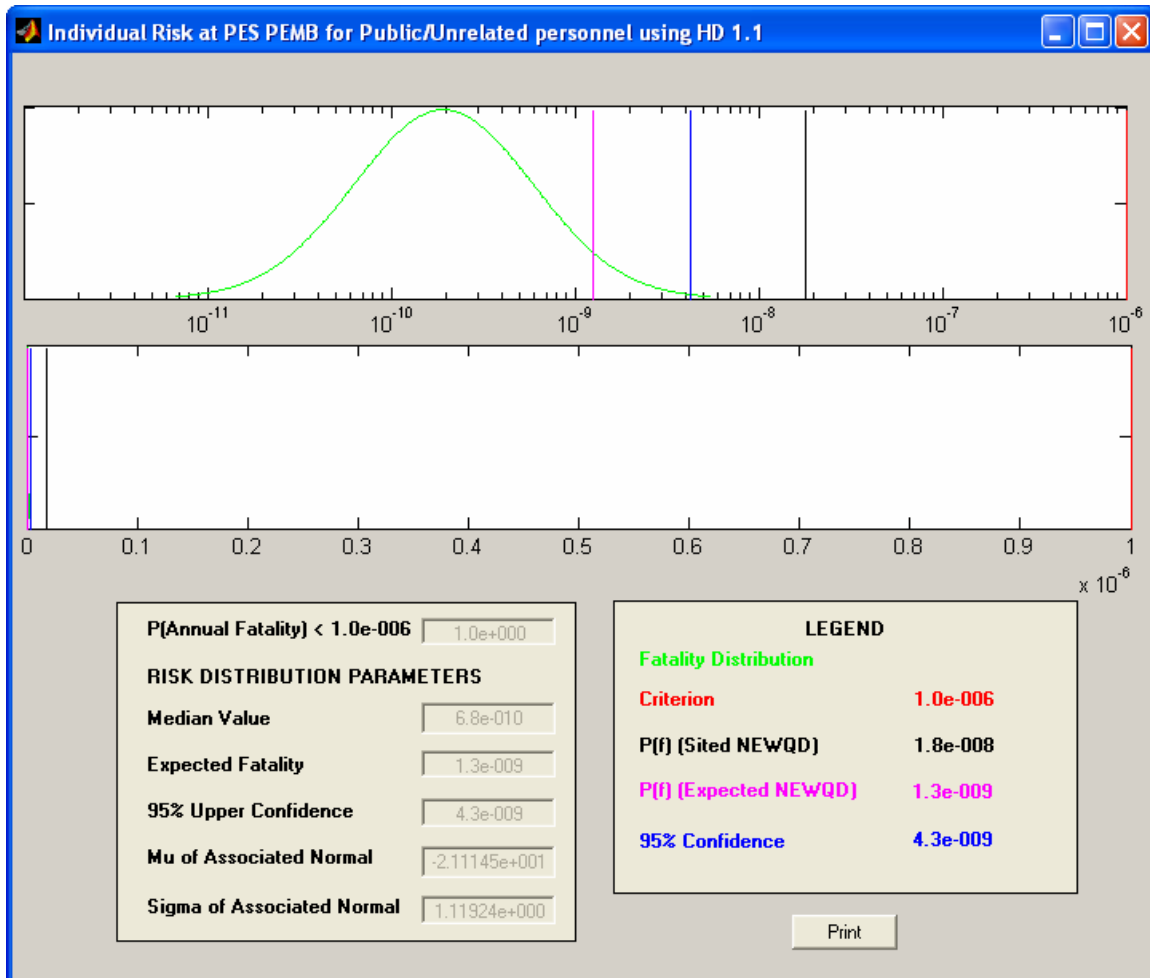 Individual Risk at PES PEMB for Public/Unrelated personnel using HD 1.1
10^-11 10^-10 10^-9 10^-8 10^-7 10^-6
0 0.1 0.2 0.3 0.4 0.5 0.6 0.7 0.8 0.9 1
x 10^-6
P(Annual Fatality) < 1.0e-006 1.0e+000
RISK DISTRIBUTION PARAMETERS
Median Value 6.8e-010
Expected Fatality 1.3e-009
95% Upper Confidence 4.3e-009
Mu of Associated Normal -2.11145e+001
Sigma of Associated Normal 1.11924e+000
LEGEND
Fatality Distribution
Criterion 1.0e-006
P(f) (Sited NEWQD) 1.8e-008
P(f) (Expected NEWQD) 1.3e-009
95% Confidence 4.3e-009
Print